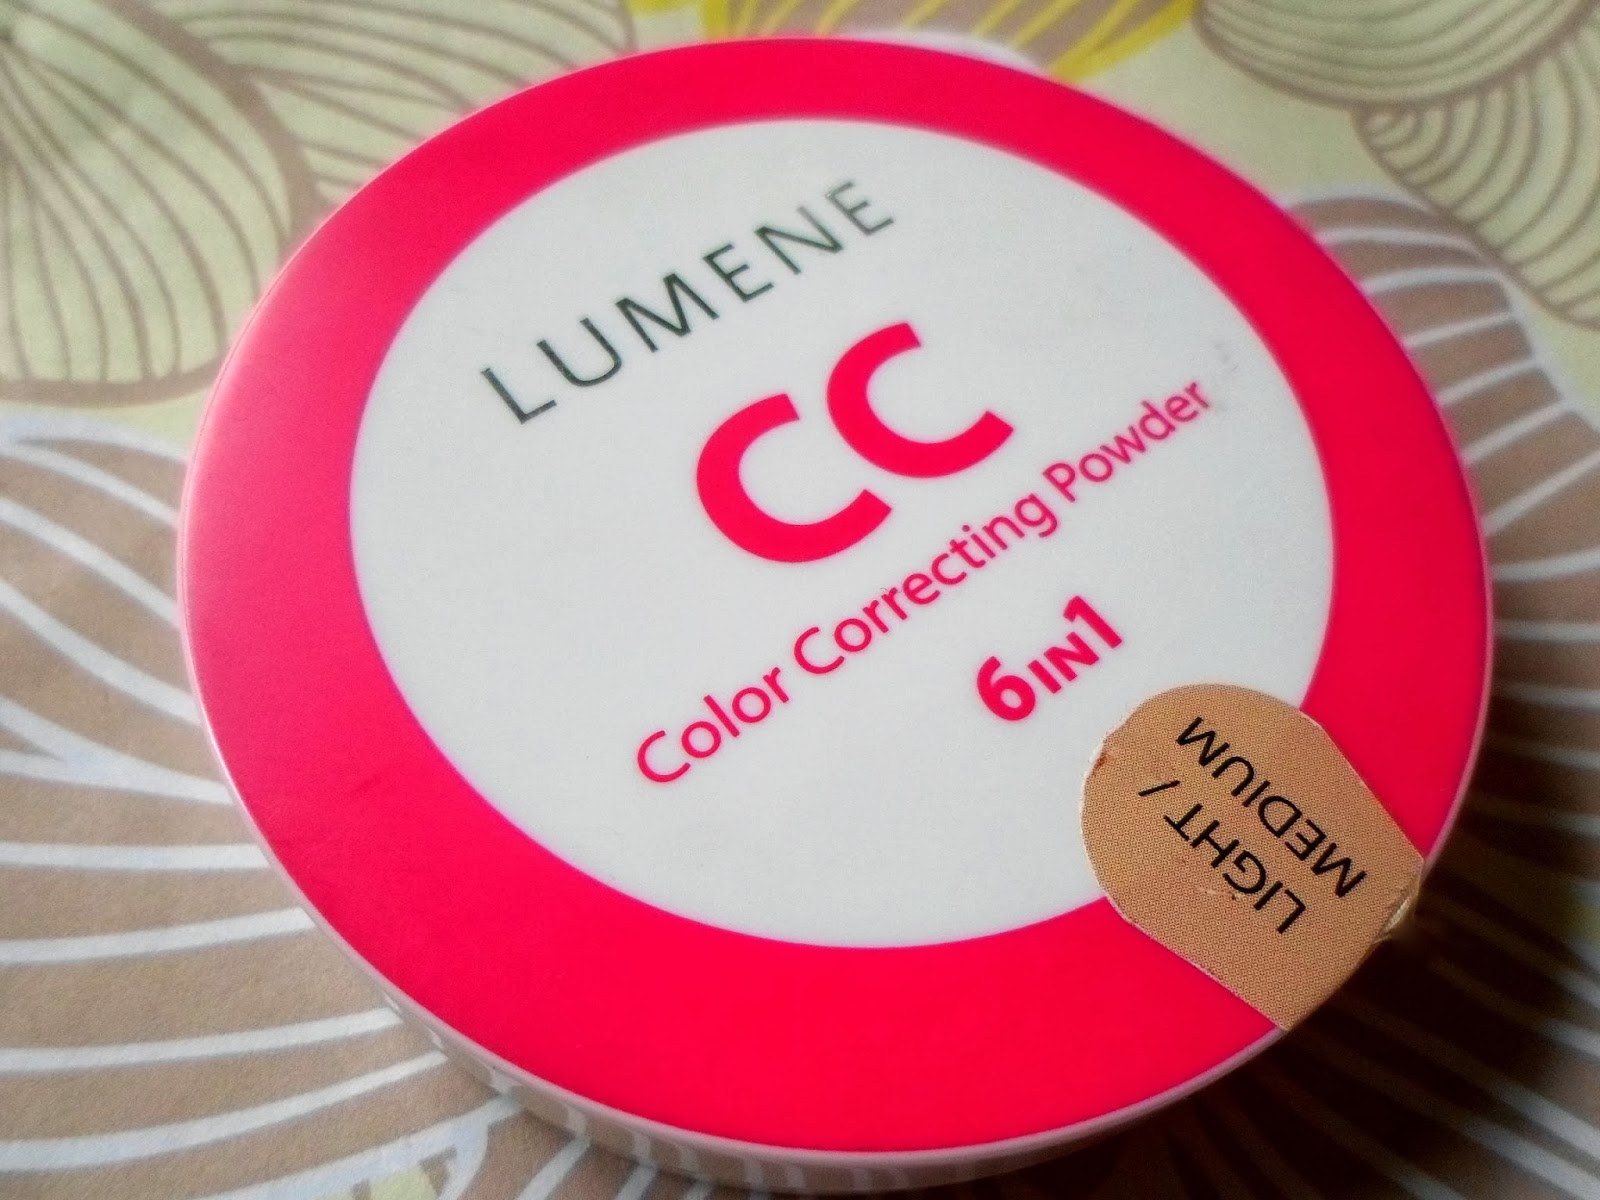 LUMENE
CC
Color Correcting Powder
6IN1
LIGHT /
MEDIUM